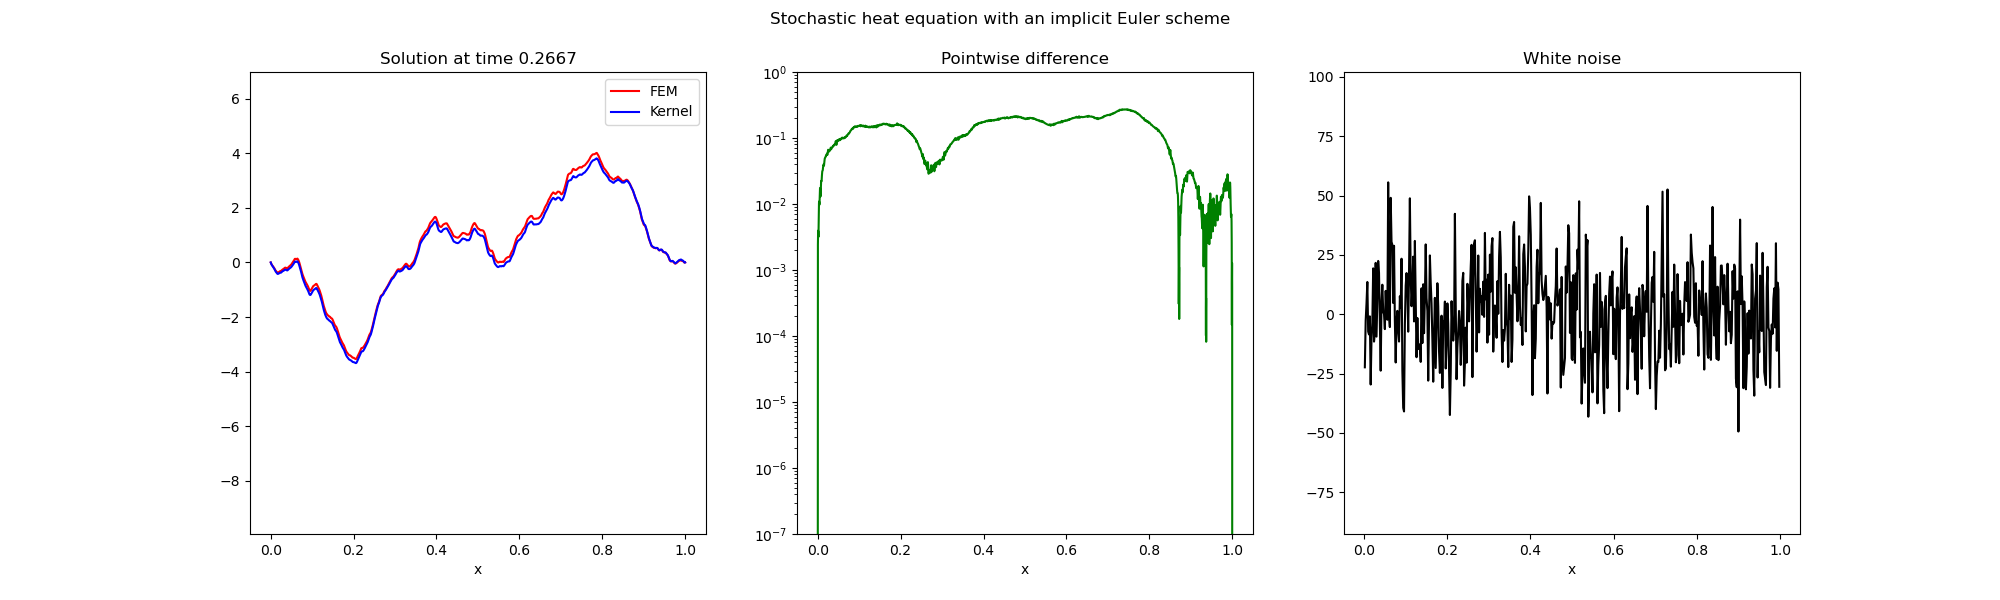 Stochastic heat equation with an implicit Euler scheme
Solution at time 0.2667
FEM
Kernel
6
4
2
0
−2
−4
−6
−8
0.0 0.2 0.4 0.6 0.8 1.0
x
Pointwise difference
10⁰
10⁻¹
10⁻²
10⁻³
10⁻⁴
10⁻⁵
10⁻⁶
10⁻⁷
0.0 0.2 0.4 0.6 0.8 1.0
x
White noise
100
75
50
25
0
−25
−50
−75
0.0 0.2 0.4 0.6 0.8 1.0
x